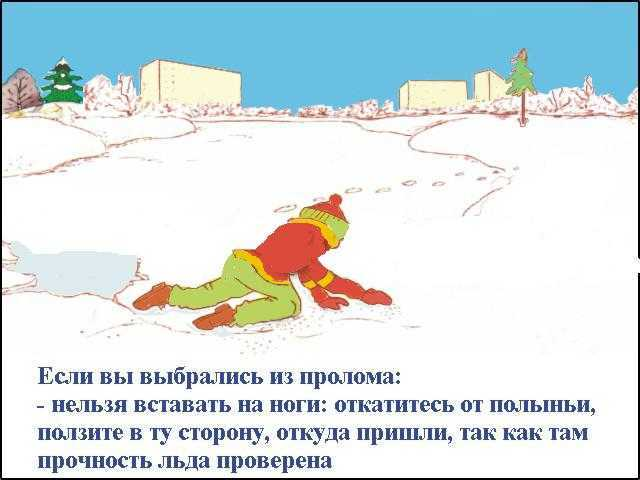 Если вы выбрались из пролома:
- нельзя вставать на ноги: откатитесь от полыньи,
ползите в ту сторону, откуда пришли, так как там
прочность льда проверена